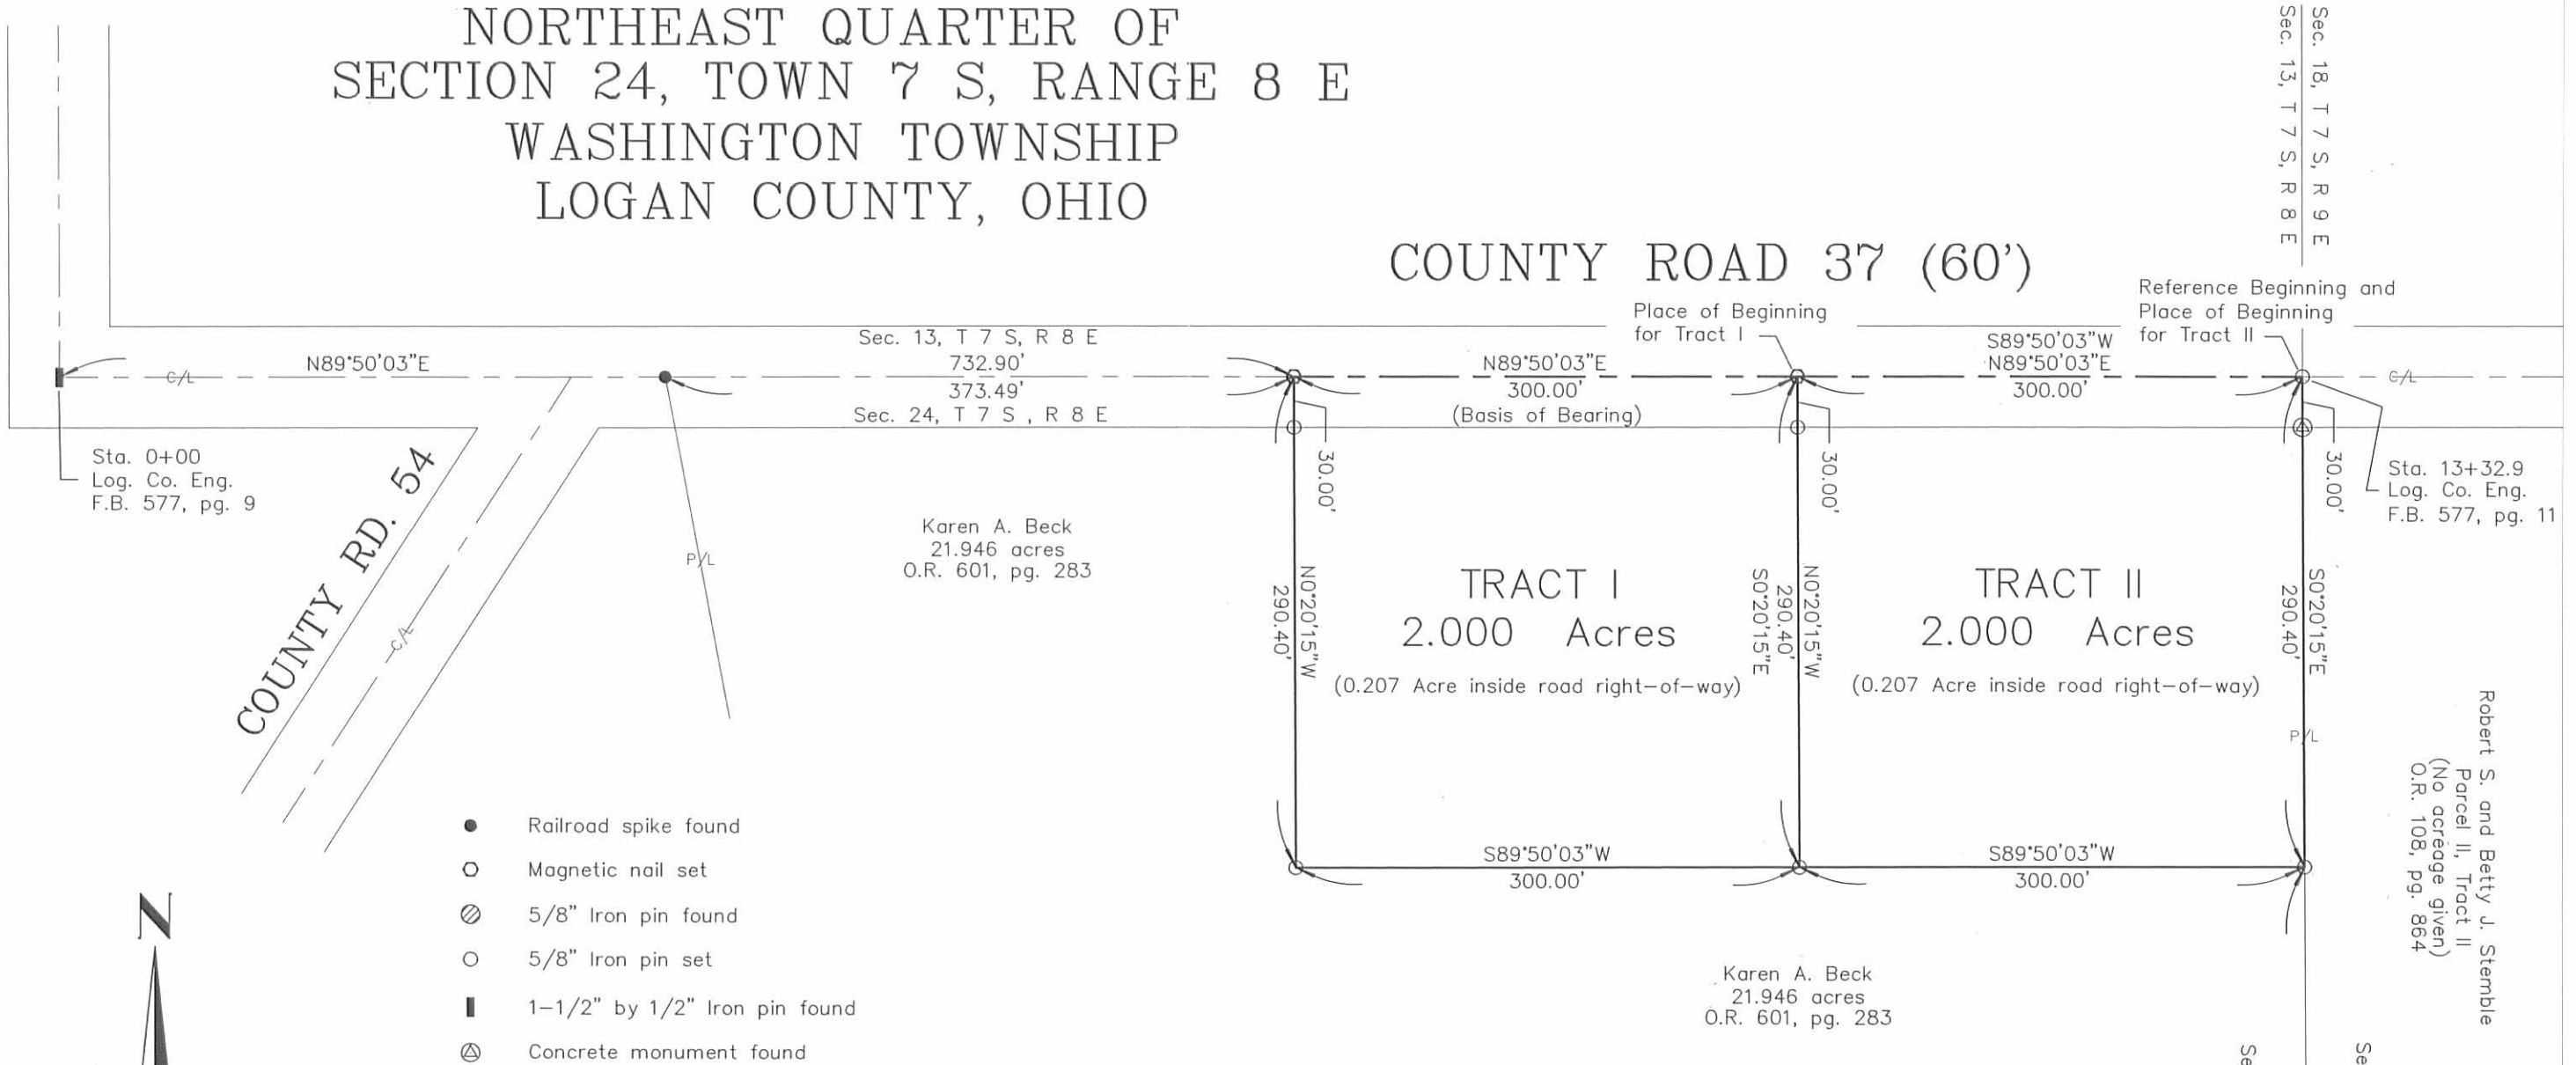 NORTHEAST QUARTER OF
SECTION 24, TOWN 7 S, RANGE 8 E
WASHINGTON TOWNSHIP
LOGAN COUNTY, OHIO
Sec. 18, T 7 S, R 9 E
Sec. 13, T 7 S, R 8 E
COUNTY ROAD 37 (60')
Reference Beginning and
Place of Beginning
for Tract II
Place of Beginning
for Tract I
Sec. 13, T 7 S, R 8 E
N89°50'03"E
732.90'
C/L
373.49'
Sec. 24, T 7 S , R 8 E
N89°50'03"E
300.00'
(Basis of Bearing)
S89°50'03"W
N89°50'03"E
300.00'
C/L
Sta. 0+00
Log. Co. Eng.
F.B. 577, pg. 9
COUNTY RD. 54
C/L
P/L
Karen A. Beck
21.946 acres
O.R. 601, pg. 283
30.00'
30.00'
30.00'
Sta. 13+32.9
Log. Co. Eng.
F.B. 577, pg. 11
N0°20'15"W
290.40'
TRACT I
2.000 Acres
(0.207 Acre inside road right-of-way)
N0°20'15"W
290.40'
S0°20'15"E
TRACT II
2.000 Acres
(0.207 Acre inside road right-of-way)
S0°20'15"E
290.40'
P/L
Robert S. and Betty J. Stemble
Parcel II, Tract II
(No acreage given)
O.R. 108, pg. 864
S89°50'03"W
300.00'
S89°50'03"W
300.00'
Karen A. Beck
21.946 acres
O.R. 601, pg. 283
Railroad spike found
Magnetic nail set
5/8" Iron pin found
5/8" Iron pin set
1-1/2" by 1/2" Iron pin found
Concrete monument found
N
Se
Se